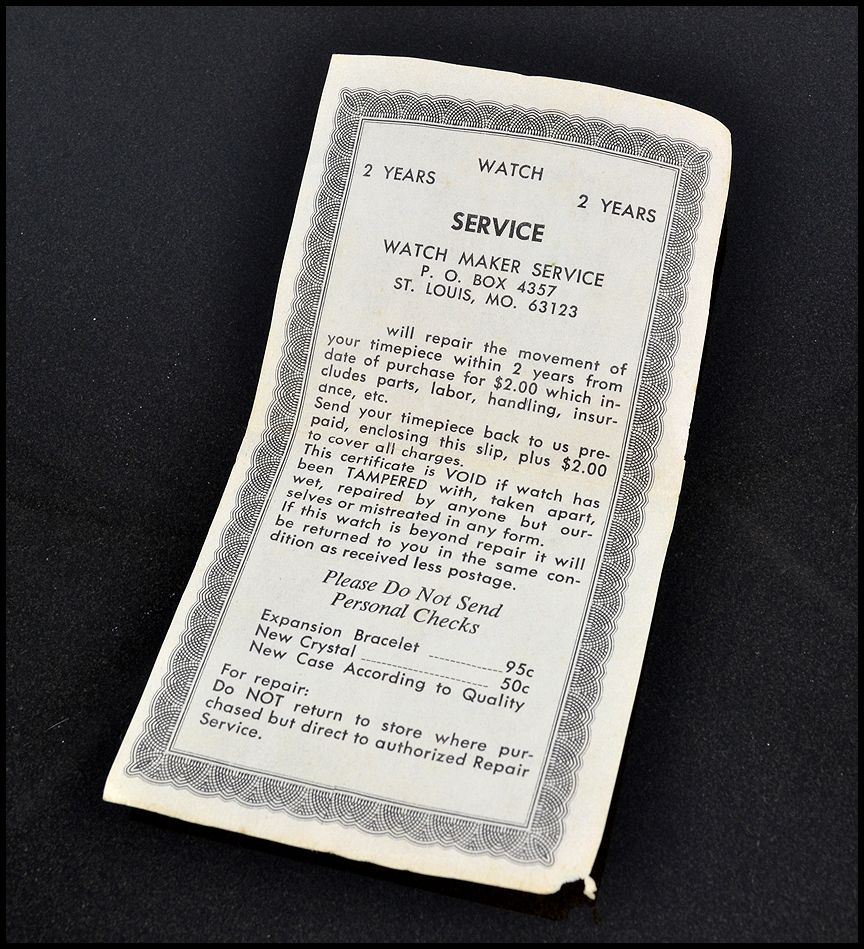 WATCH
2 YEARS 2 YEARS
SERVICE
WATCH MAKER SERVICE
P. O. BOX 4357
ST. LOUIS, MO. 63123
will repair the movement of
your timepiece within 2 years from
date of purchase for $2.00 which in-
cludes parts, labor, handling, insur-
ance, etc.
Send your timepiece back to us pre-
paid, enclosing this slip, plus $2.00
to cover all charges.
This certificate is VOID if watch has
been TAMPERED with, taken apart,
wet, repaired by anyone but our-
selves or mistreated in any form.
If this watch is beyond repair it will
be returned to you in the same con-
dition as received less postage.
Please Do Not Send
Personal Checks
Expansion Bracelet ---------------95c
New Crystal ------------------------- 50c
New Case According to Quality
For repair:
Do NOT return to store where pur-
chased but direct to authorized Repair
Service.